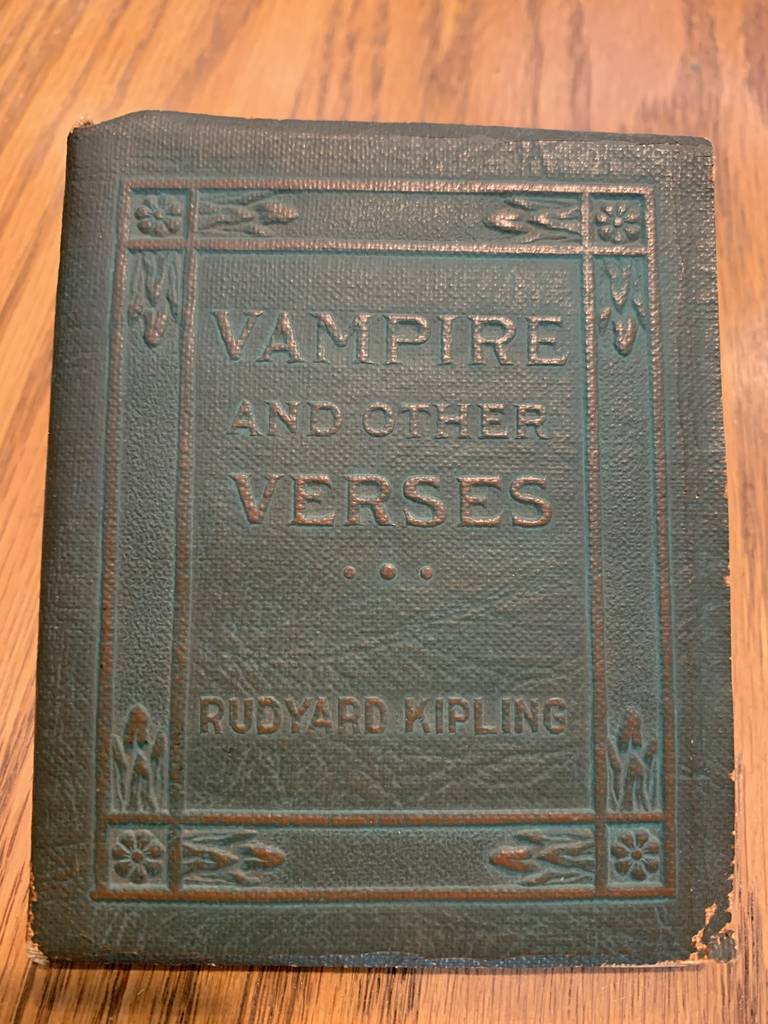 VAMPIRE
AND OTHER
VERSES
RUDYARD KIPLING